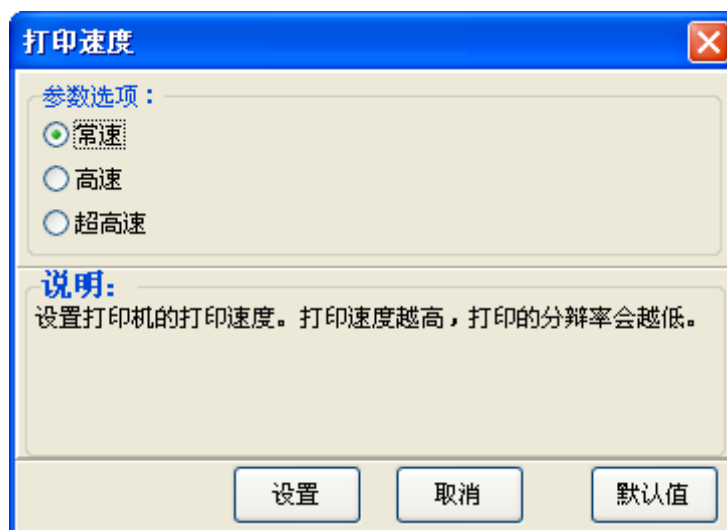 打印速度
参数选项：
常速
高速
超高速
说明:
设置打印机的打印速度。打印速度越高，打印的分辩率会越低。
设置 取消 默认值